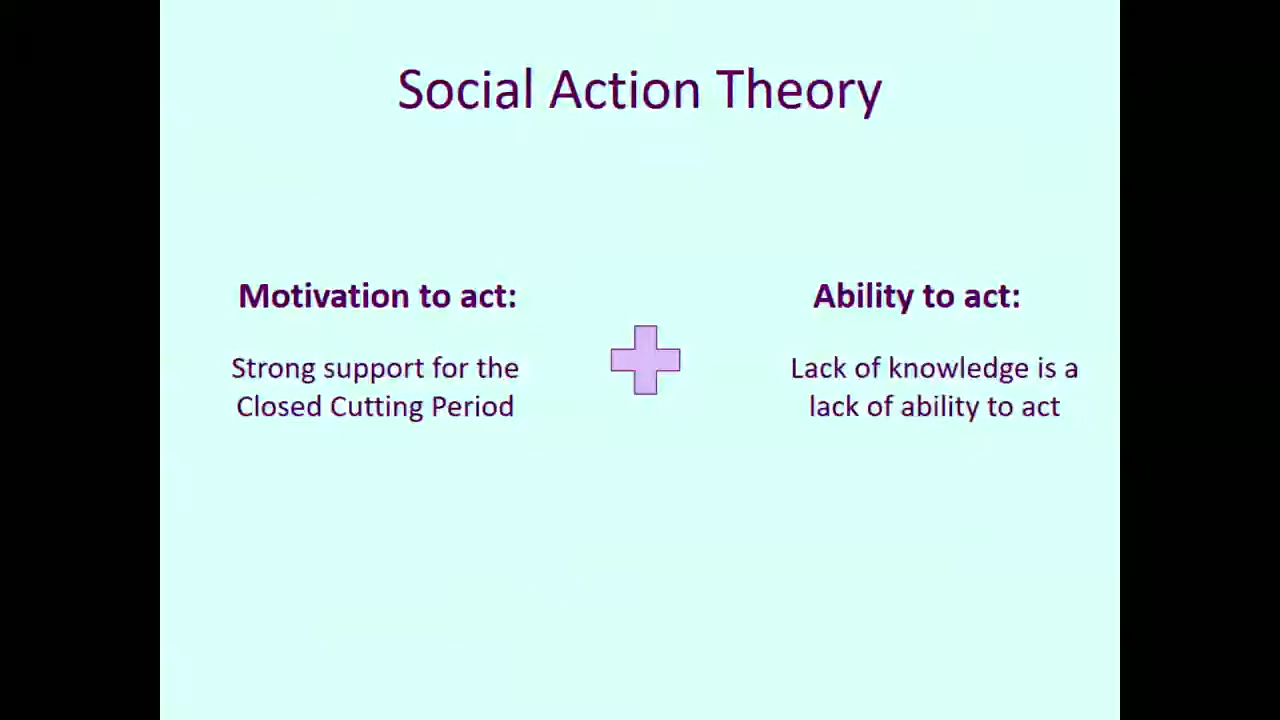 Social Action Theory
Motivation to act:
Strong support for the
Closed Cutting Period
Ability to act:
Lack of knowledge is a
lack of ability to act